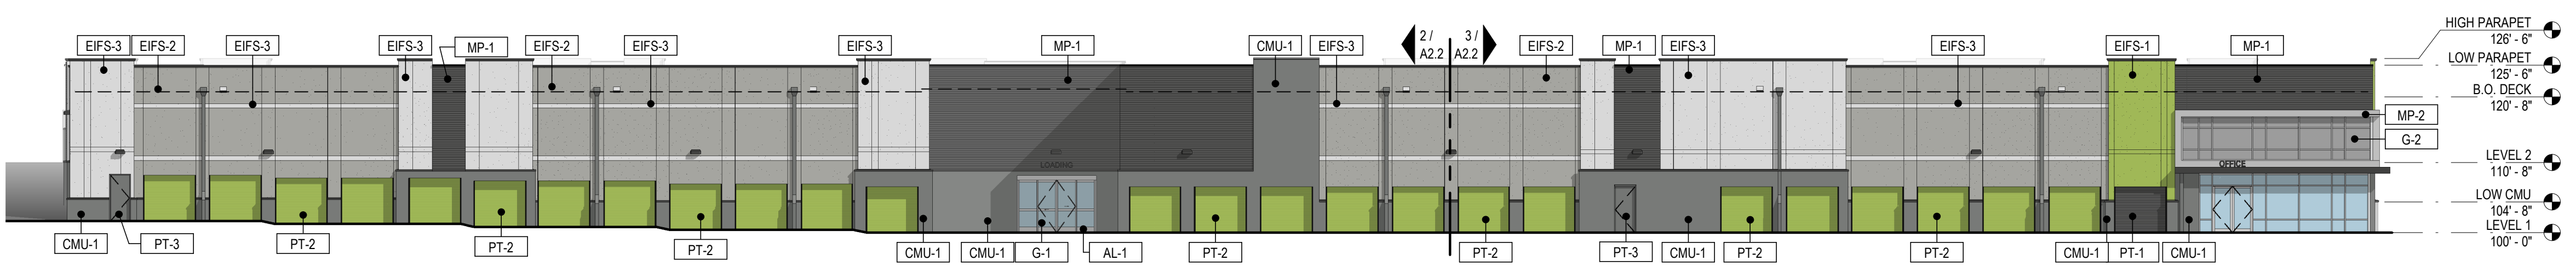 EIFS-3 EIFS-2 EIFS-3 EIFS-3 MP-1 EIFS-2 EIFS-3 EIFS-3 MP-1 CMU-1 EIFS-3 2 / 3 / EIFS-2 MP-1 EIFS-3 EIFS-3 EIFS-1 MP-1
A2.2 A2.2
HIGH PARAPET
126' - 6"
LOW PARAPET
125' - 6"
B.O. DECK
120' - 8"
MP-2
G-2
LOADING
OFFICE
LEVEL 2
110' - 8"
LOW CMU
104' - 8"
LEVEL 1
100' - 0"
CMU-1 PT-3 PT-2 PT-2 PT-2 CMU-1 CMU-1 G-1 AL-1 PT-2 PT-2 PT-3 CMU-1 PT-2 PT-2 CMU-1 PT-1 CMU-1